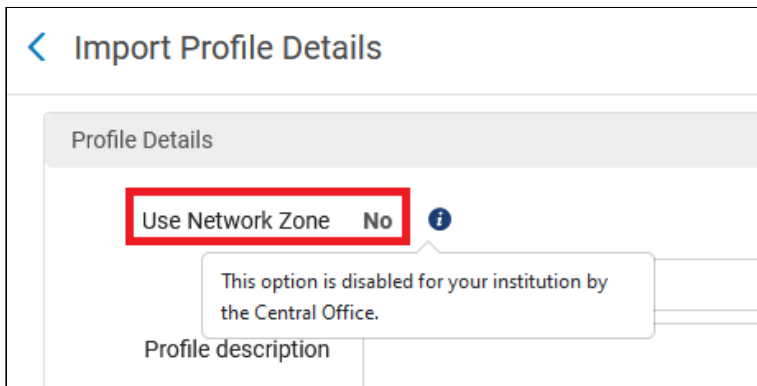 Import Profile Details
Profile Details
Use Network Zone No
This option is disabled for your institution by
the Central Office.
Profile description